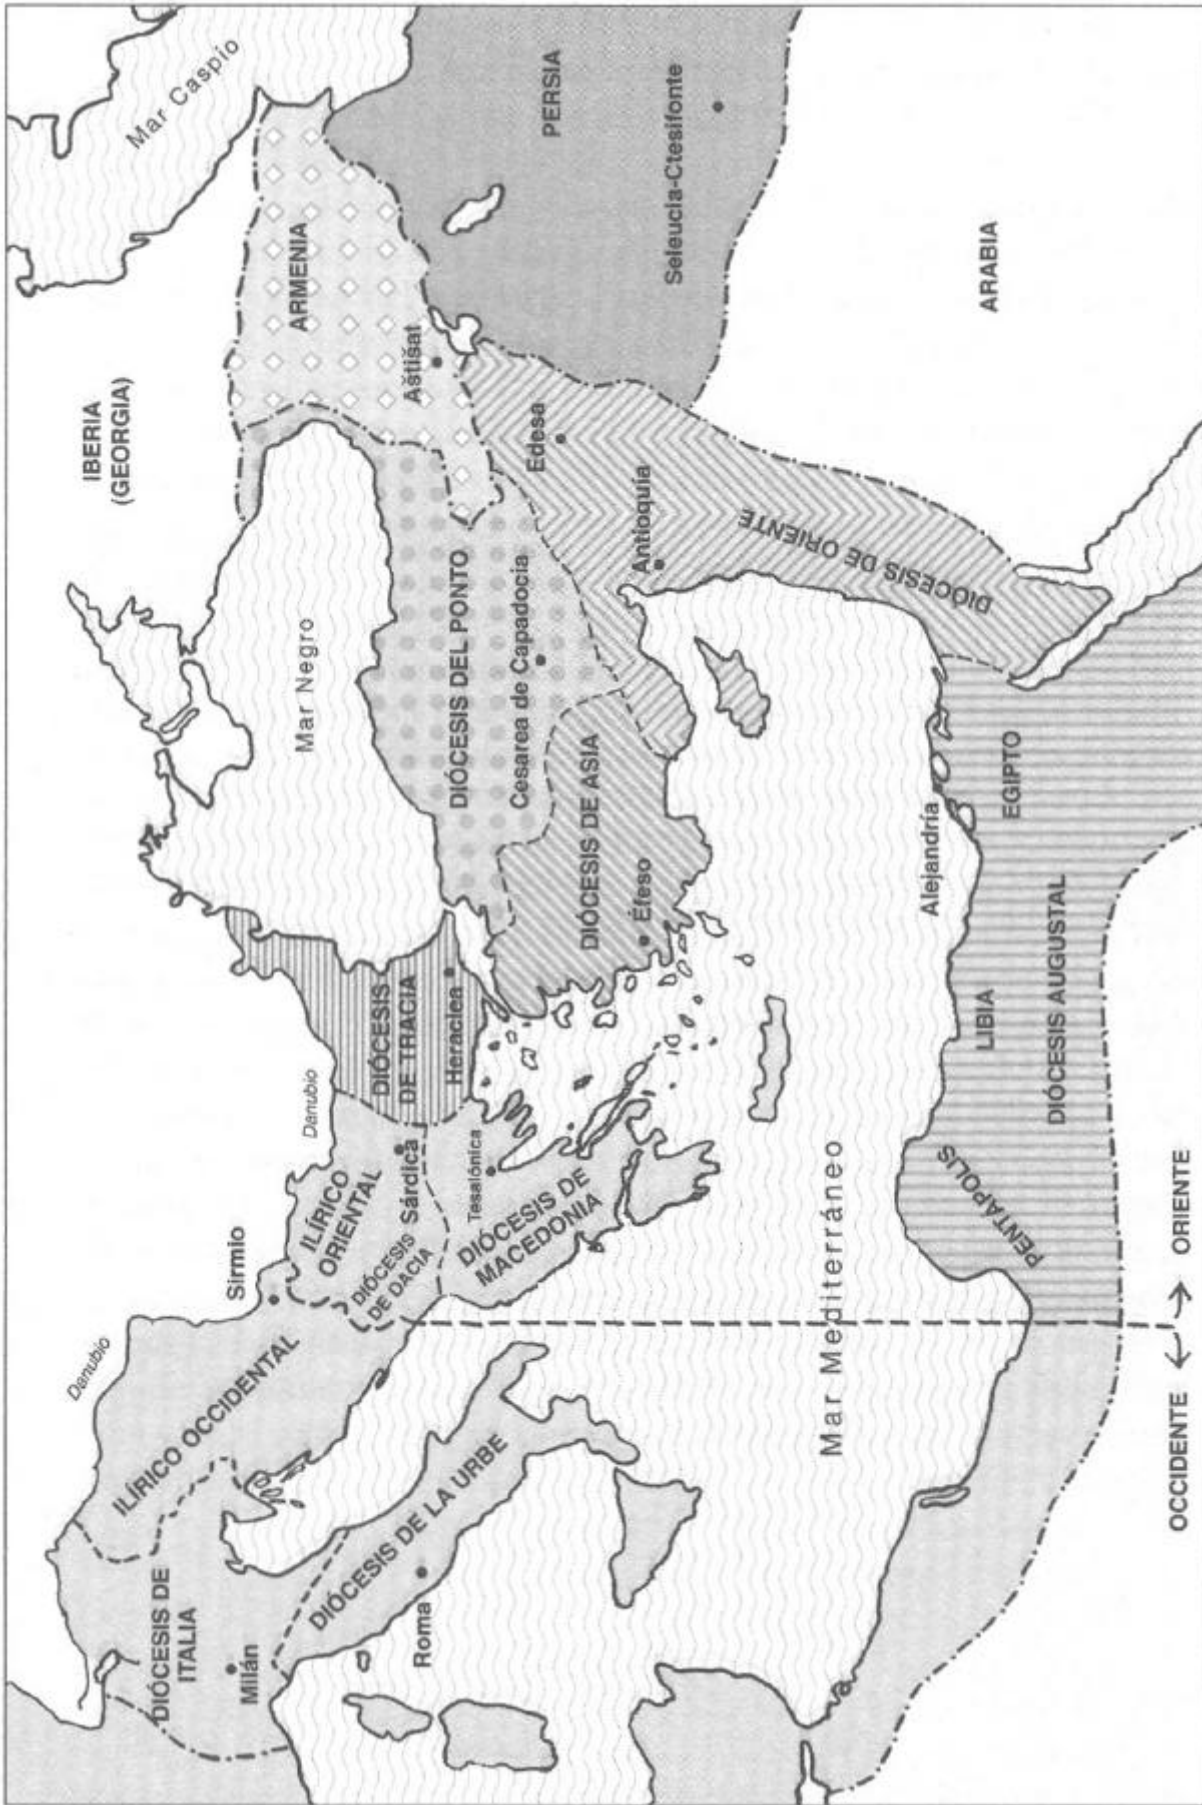 Danubio
DIÓCESIS DE
ITALIA
Milán
ILÍRICO OCCIDENTAL
DIÓCESIS DE LA URBE
Roma
Sirmio
Danubio
ILÍRICO
ORIENTAL
Sárdica
DIÓCESIS
DE DACIA
Tesalónica
DIÓCESIS DE
MACEDONIA
DIÓCESIS
DE TRACIA
Heraclea
Mar Negro
IBERIA
(GEORGIA)
Mar Caspio
ARMENIA
Aštišat
DIÓCESIS DEL PONTO
Cesarea de Capadocia
DIÓCESIS DE ASIA
Éfeso
Edesa
Antioquía
DIÓCESIS DE ORIENTE
PERSIA
Seleucia-Ctesifonte
ARABIA
Mar Mediterráneo
Alejandría
PENTAPOLIS
LIBIA
EGIPTO
DIÓCESIS AUGUSTAL
OCCIDENTE
ORIENTE